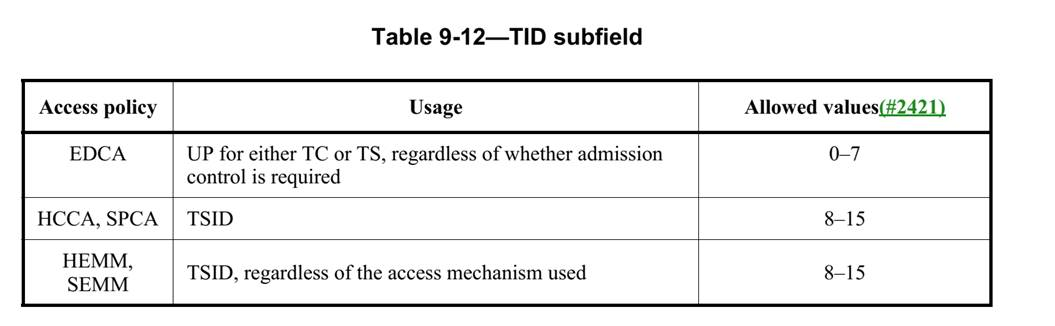 Table 9-12—TID subfield
Access policy Usage Allowed values(#2421)
EDCA UP for either TC or TS, regardless of whether admission 0–7
control is required
HCCA, SPCA TSID 8–15
HEMM,
SEMM TSID, regardless of the access mechanism used 8–15